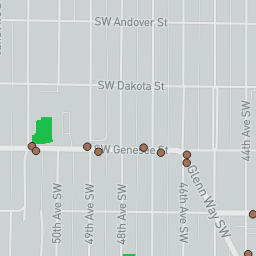 SW Andover St
SW Dakota St
SW Genesee St
44th Ave SW
50th Ave SW
49th Ave SW
48th Ave SW
46th Ave SW
Glenn Way SW